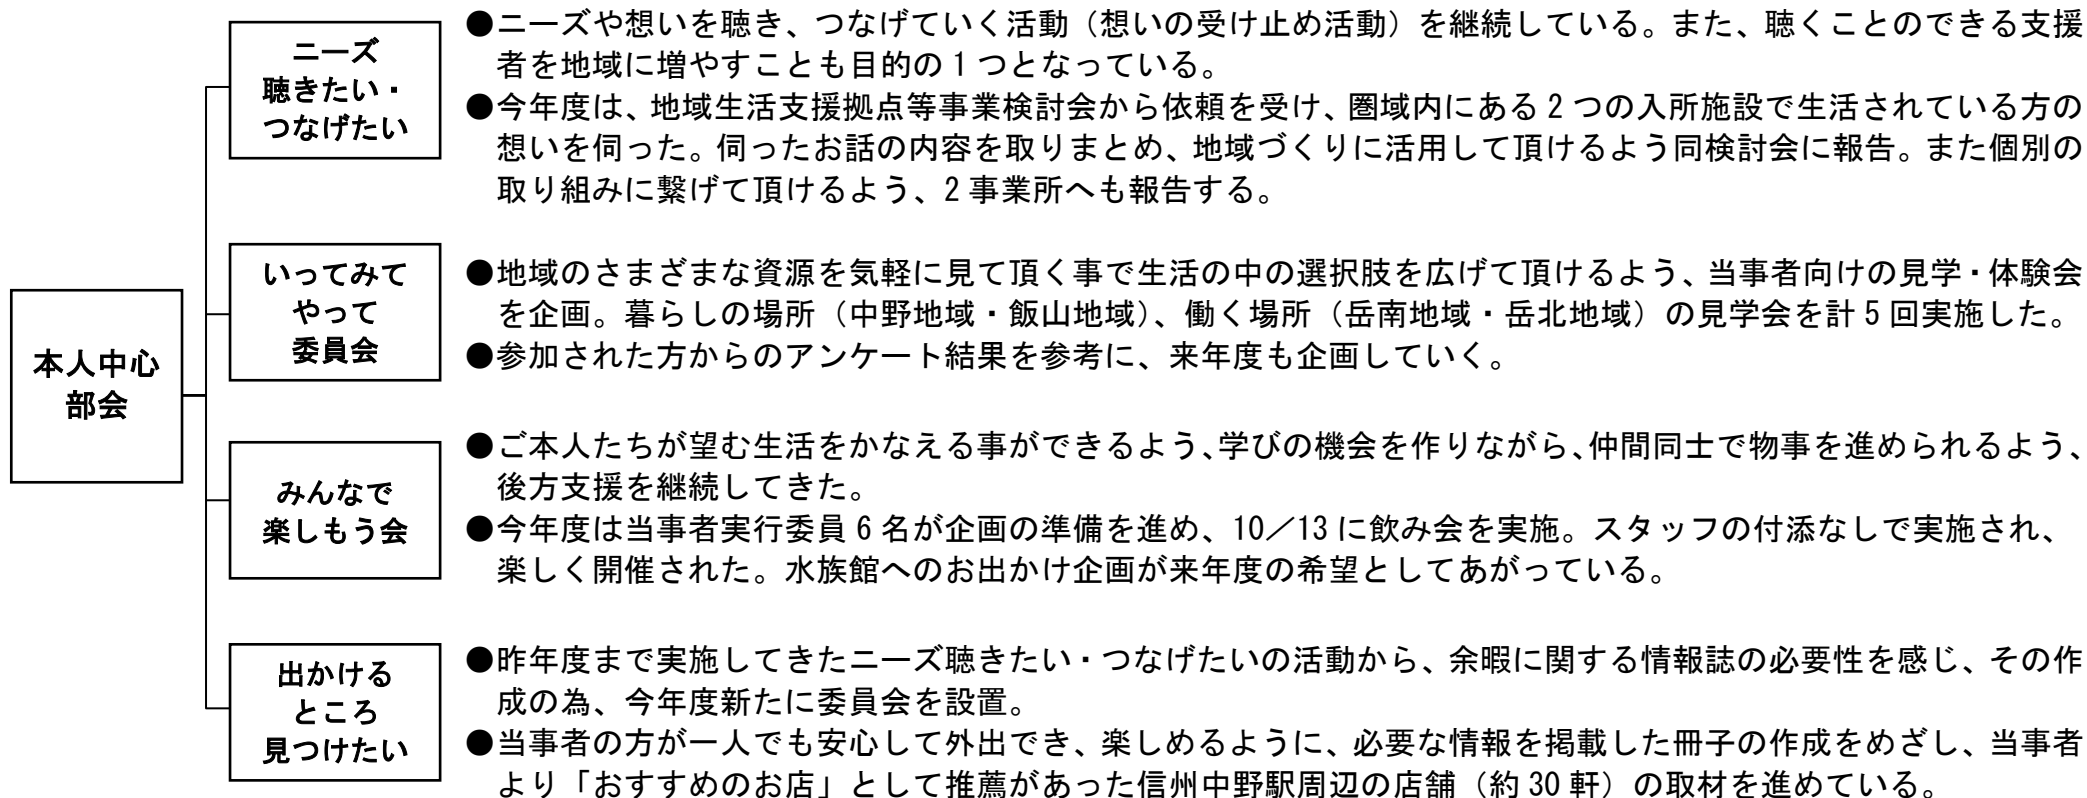 本人中心
部会
ニーズ
聴きたい・
つなげたい
●ニーズや想いを聴き、つなげていく活動（想いの受け止め活動）を継続している。また、聴くことのできる支援
者を地域に増やすことも目的の1つとなっている。
●今年度は、地域生活支援拠点等事業検討会から依頼を受け、圏域内にある2つの入所施設で生活されている方の
想いを伺った。伺ったお話の内容を取りまとめ、地域づくりに活用して頂けるよう同検討会に報告。また個別の
取り組みに繋げて頂けるよう、2事業所へも報告する。
いってみて
やって
委員会
●地域のさまざまな資源を気軽に見て頂く事で生活の中の選択肢を広げて頂けるよう、当事者向けの見学・体験会
を企画。暮らしの場所（中野地域・飯山地域）、働く場所（岳南地域・岳北地域）の見学会を計5回実施した。
●参加された方からのアンケート結果を参考に、来年度も企画していく。
みんなで
楽しもう会
●ご本人たちが望む生活をかなえる事ができるよう、学びの機会を作りながら、仲間同士で物事を進められるよう、
後方支援を継続してきた。
●今年度は当事者実行委員6名が企画の準備を進め、10／13に飲み会を実施。スタッフの付添なしで実施され、
楽しく開催された。水族館へのお出かけ企画が来年度の希望としてあがっている。
出かける
ところ
見つけたい
●昨年度まで実施してきたニーズ聴きたい・つなげたいの活動から、余暇に関する情報誌の必要性を感じ、その作
成の為、今年度新たに委員会を設置。
●当事者の方が一人でも安心して外出でき、楽しめるように、必要な情報を掲載した冊子の作成をめざし、当事者
より「おすすめのお店」として推薦があった信州中野駅周辺の店舗（約30軒）の取材を進めている。